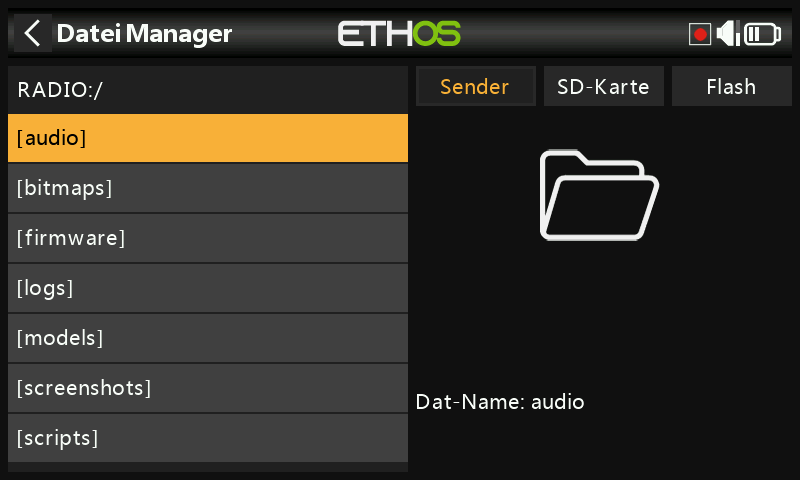 Datei Manager
ETHOS
RADIO:/
[audio]
[bitmaps]
[firmware]
[logs]
[models]
[screenshots]
[scripts]
Sender
SD-Karte
Flash
Dat-Name: audio